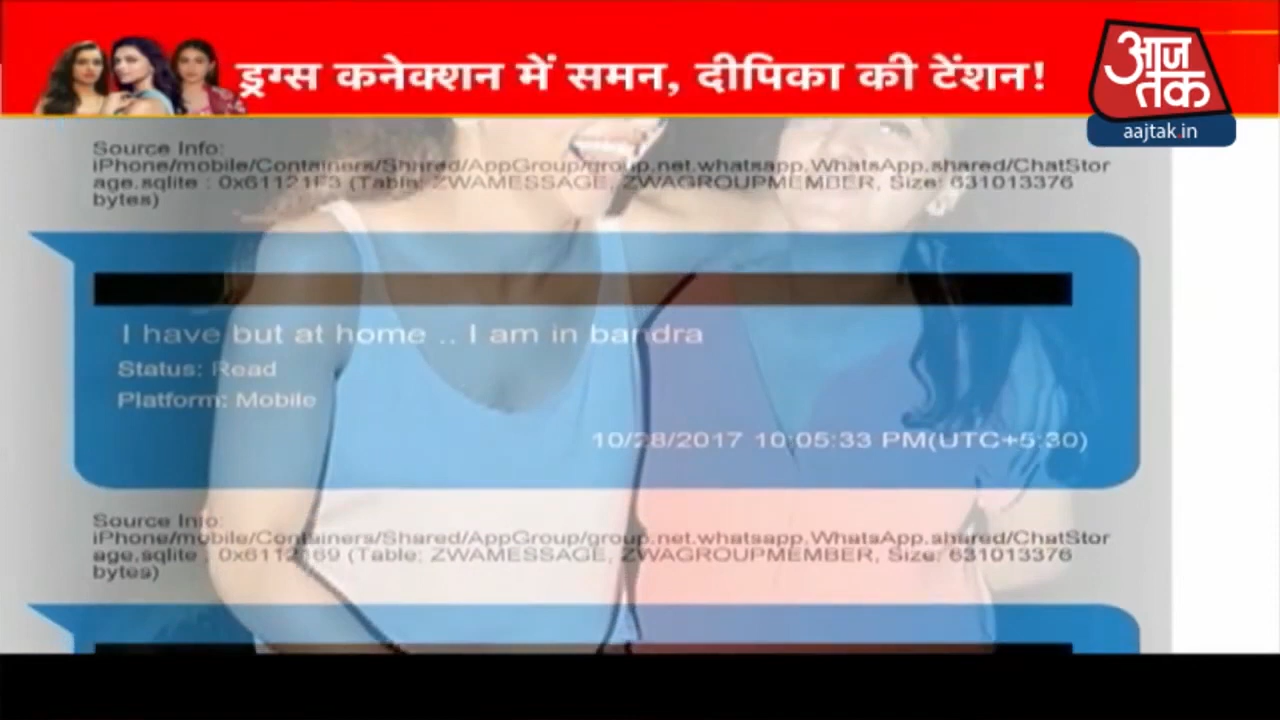 ड्रग्स कनेक्शन में समन, दीपिका की टेंशन!
आज
तक
aajtak.in
Source Info:
iPhone/mobile/Containers/Shared/AppGroup/group.net.whatsapp.WhatsApp.shared/ChatStor
age.sqlite : 0x61121F3 (Table: ZWAMESSAGE, ZWAGROUPMEMBER, Size: 631013376
bytes)
I have but at home .. I am in bandra
Status: Read
Platform: Mobile
10/28/2017 10:05:33 PM(UTC+5:30)
Source Info:
iPhone/mobile/Containers/Shared/AppGroup/group.net.whatsapp.WhatsApp.shared/ChatStor
age.sqlite : 0x6112169 (Table: ZWAMESSAGE, ZWAGROUPMEMBER, Size: 631013376
bytes)